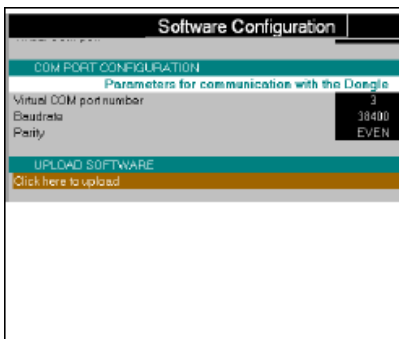 Software Configuration
COM PORT CONFIGURATION
Parameters for communication with the Dongle
Virtual COM port number 3
Baudrate 38400
Parity EVEN
UPLOAD SOFTWARE
Click here to upload